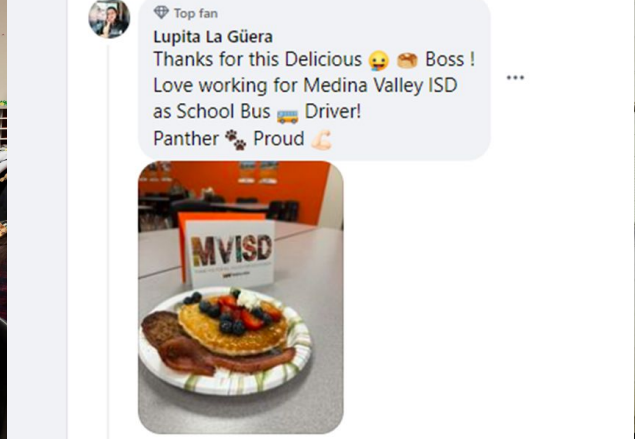 Top fan
Lupita La Güera
Thanks for this Delicious 😛 🥞 Boss !
Love working for Medina Valley ISD
as School Bus 🚌 Driver!
Panther 🐾 Proud 💪🏻
MVISD